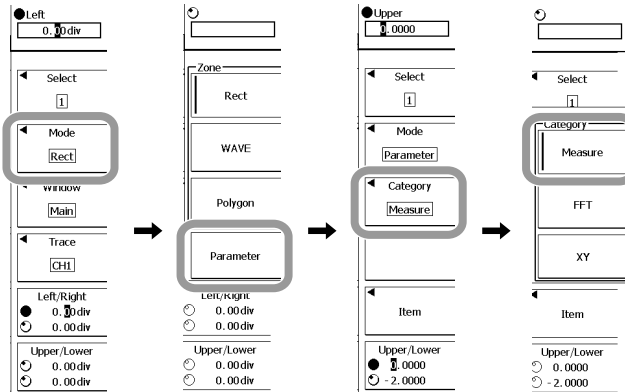 Left
0.00div
Select
1
Mode
Rect
Window
Main
Trace
CH1
Left/Right
0.00div
0.00div
Upper/Lower
0.00div
0.00div
Zone
Rect
WAVE
Polygon
Parameter
Left/Right
0.00div
0.00div
Upper/Lower
0.00div
0.00div
Upper
0.0000
Select
1
Mode
Parameter
Category
Measure
Item
Upper/Lower
0.0000
-2.0000
Select
1
Category
Measure
FFT
XY
Item
Upper/Lower
0.0000
-2.0000